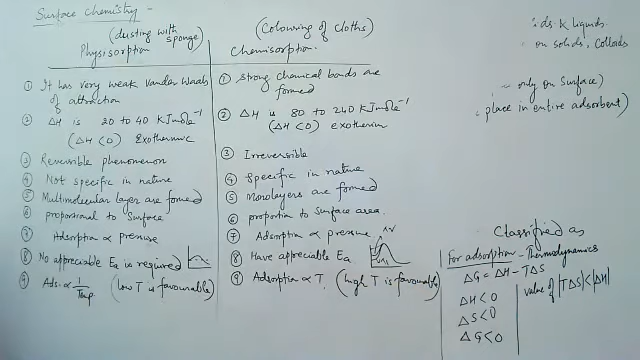 Surface chemistry -
(dusting with sponge)
Physisorption
① It has very weak Vander Waals
of attraction
② ΔH is 20 to 40 KJmole⁻¹
(ΔH < 0) Exothermic
③ Reversible phenomenon
④ Not specific in nature
⑤ Multimolecular layer are formed
⑥ proportional to Surface
⑦ Adsorption ∝ pressure
⑧ No appreciable Ea is required
⑨ Ads. ∝ 1/Temp (low T is favourable)
(Colouring of Cloths)
Chemisorption.
① strong chemical bonds are
formed
② ΔH is 80 to 240 KJmole⁻¹
(ΔH < 0) exotherm
③ Irreversible
④ Specific in nature
⑤ Monolayers are formed
⑥ proportion to Surface area.
⑦ Adsorption ∝ pressure.
⑧ Have appreciable Ea
⑨ Adsorption ∝ T. (high T is favourable)
ds & liquids.
on solids, Colloids
only on Surface)
place in entire adsorbent)
Classified as
for adsorption - Thermodynamics
ΔG = ΔH - TΔS
ΔH < 0
ΔS < 0
ΔG < 0
value of |TΔS| < |ΔH|